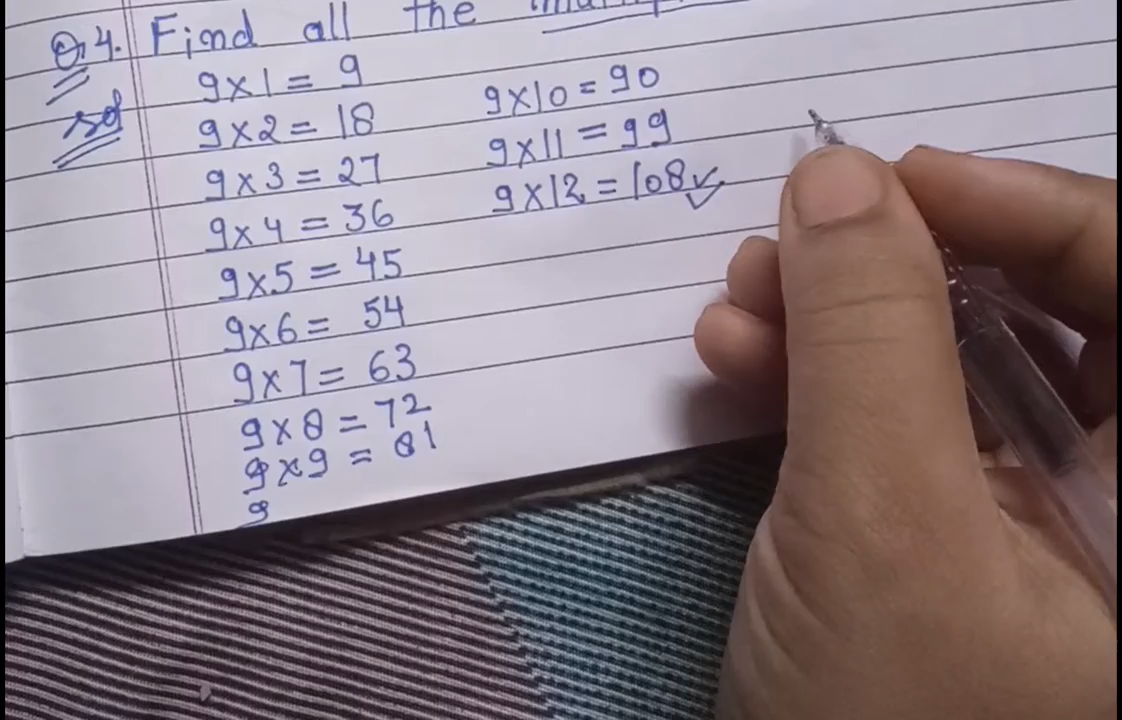 Q.4. Find all the
Sol
9×1 = 9
9×2 = 18
9×3 = 27
9×4 = 36
9×5 = 45
9×6 = 54
9×7 = 63
9×8 = 72
9×9 = 81
9
9×10 = 90
9×11 = 99
9×12 = 108